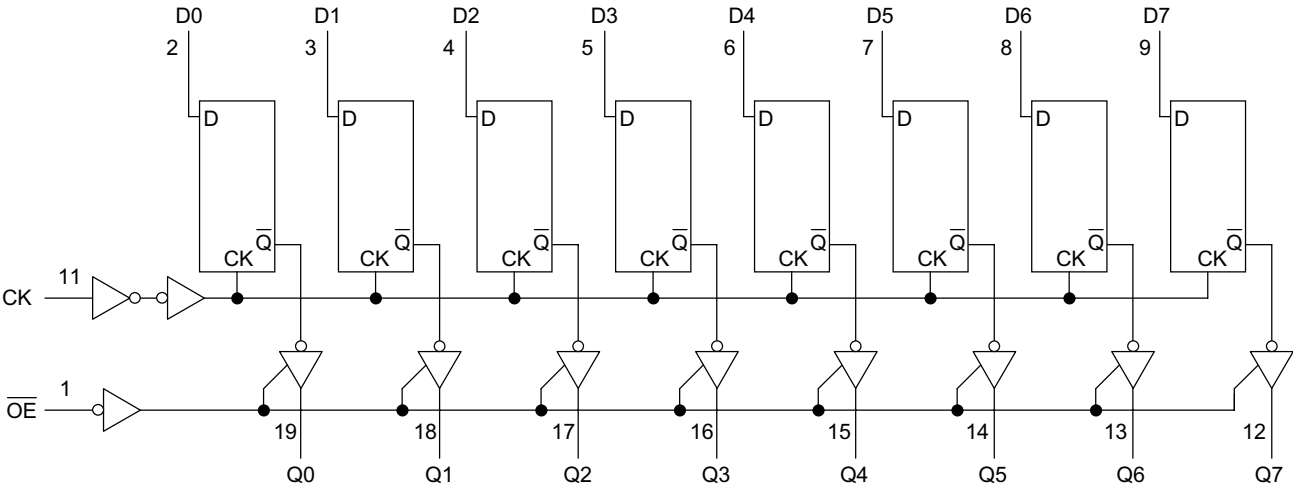 D0 D1 D2 D3 D4 D5 D6 D7
2 3 4 5 6 7 8 9
D D D D D D D D
Q̅ Q̅ Q̅ Q̅ Q̅ Q̅ Q̅ Q̅
CK CK CK CK CK CK CK CK
11
CK
1
O̅E̅
19 18 17 16 15 14 13 12
Q0 Q1 Q2 Q3 Q4 Q5 Q6 Q7